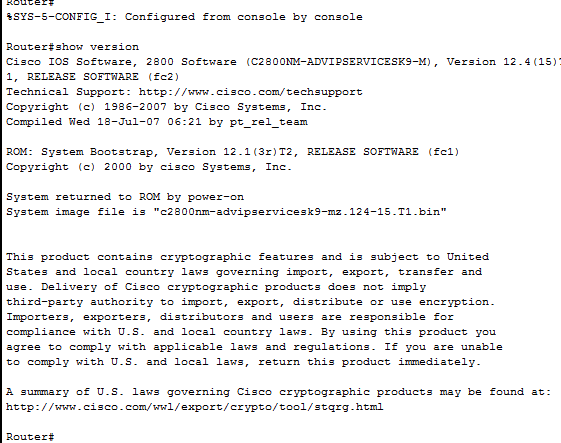 Router#
%SYS-5-CONFIG_I: Configured from console by console
Router#show version
Cisco IOS Software, 2800 Software (C2800NM-ADVIPSERVICESK9-M), Version 12.4(15)T
1, RELEASE SOFTWARE (fc2)
Technical Support: http://www.cisco.com/techsupport
Copyright (c) 1986-2007 by Cisco Systems, Inc.
Compiled Wed 18-Jul-07 06:21 by pt_rel_team
ROM: System Bootstrap, Version 12.1(3r)T2, RELEASE SOFTWARE (fc1)
Copyright (c) 2000 by cisco Systems, Inc.
System returned to ROM by power-on
System image file is "c2800nm-advipservicesk9-mz.124-15.T1.bin"
This product contains cryptographic features and is subject to United
States and local country laws governing import, export, transfer and
use. Delivery of Cisco cryptographic products does not imply
third-party authority to import, export, distribute or use encryption.
Importers, exporters, distributors and users are responsible for
compliance with U.S. and local country laws. By using this product you
agree to comply with applicable laws and regulations. If you are unable
to comply with U.S. and local laws, return this product immediately.
A summary of U.S. laws governing Cisco cryptographic products may be found at:
http://www.cisco.com/wwl/export/crypto/tool/stqrg.html
Router#